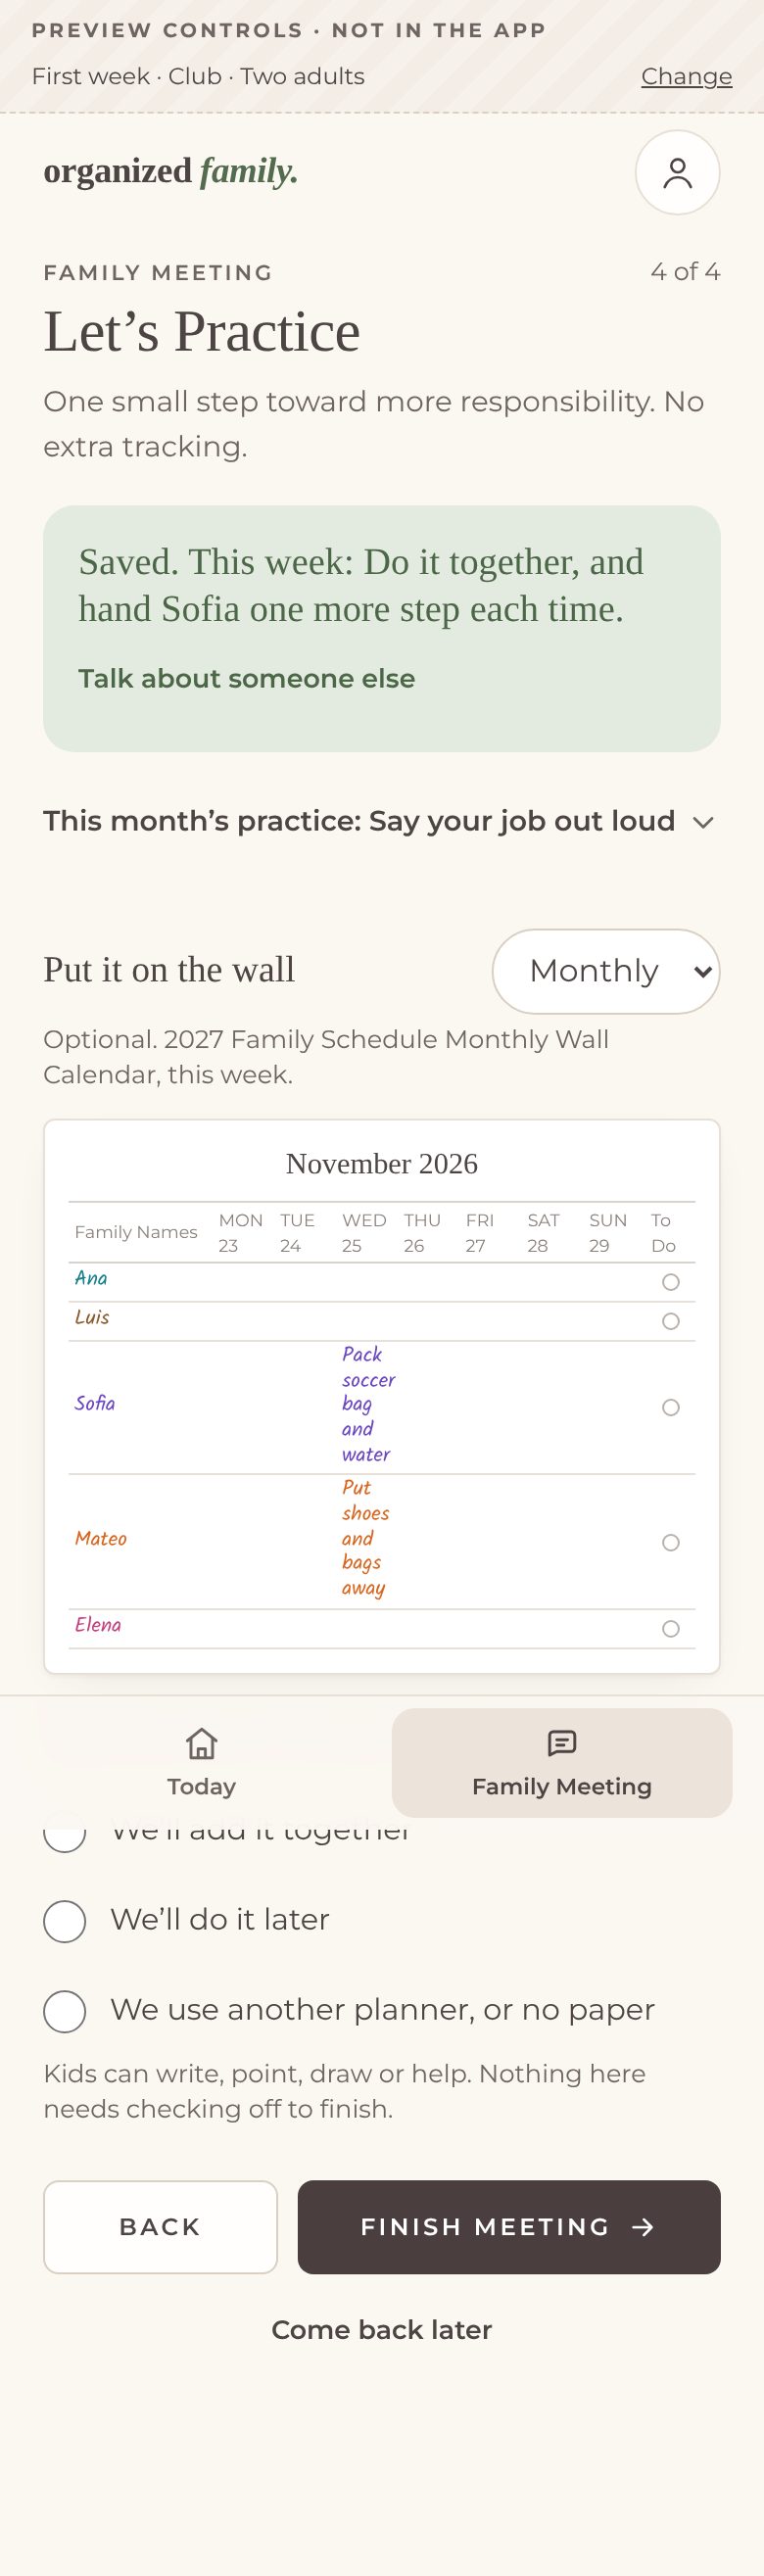 PREVIEW CONTROLS · NOT IN THE APP
First week · Club · Two adults
Change
organized family.
FAMILY MEETING
4 of 4
Let’s Practice
One small step toward more responsibility. No
extra tracking.
Saved. This week: Do it together, and
hand Sofia one more step each time.
Talk about someone else
This month’s practice: Say your job out loud
Put it on the wall
Monthly
Optional. 2027 Family Schedule Monthly Wall
Calendar, this week.
November 2026
Family Names
MON
23
TUE
24
WED
25
THU
26
FRI
27
SAT
28
SUN
29
To
Do
Ana
Luis
Sofia
Pack
soccer
bag
and
water
Mateo
Put
shoes
and
bags
away
Elena
Today
Family Meeting
We’ll add it together
We’ll do it later
We use another planner, or no paper
Kids can write, point, draw or help. Nothing here
needs checking off to finish.
BACK
FINISH MEETING
Come back later